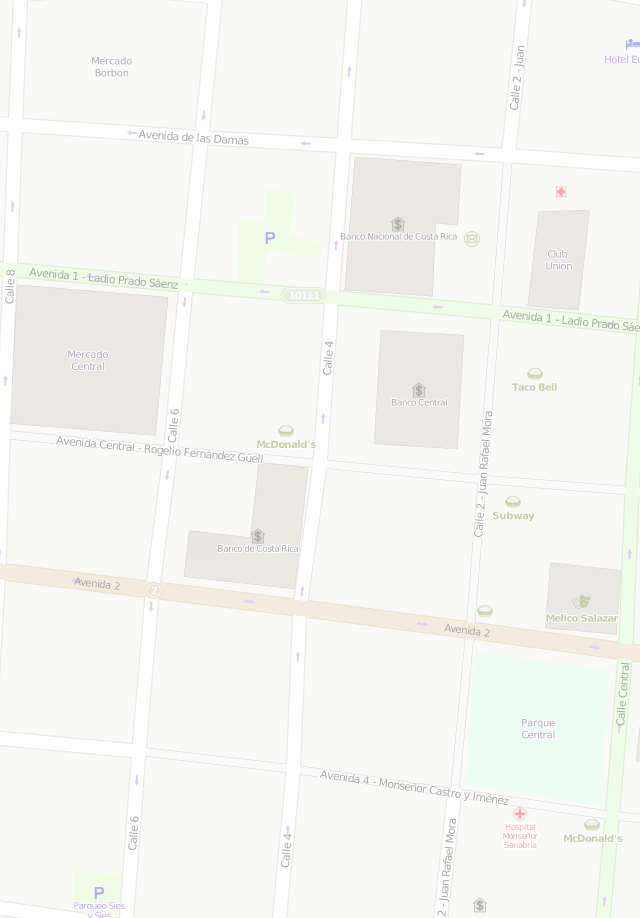 Mercado
Borbon
Calle 2 - Juan
Hotel Eu
Avenida de las Damas
P
Banco Nacional de Costa Rica
Club
Union
Calle 8
Avenida 1 - Ladio Prado Sáenz
10111
Avenida 1 - Ladio Prado Sáe
Mercado
Central
Calle 4
Taco Bell
Banco Central
Calle 6
McDonald's
Avenida Central - Rogelio Fernández Güell
Calle 2 - Juan Rafael Mora
Subway
Banco de Costa Rica
Avenida 2
2
Melico Salazar
Avenida 2
Calle Central
Parque
Central
Avenida 4 - Monseñor Castro y Jiménez
Hospital
Monseñor
Sanabria
McDonald's
Calle 6
Calle 4
2 - Juan Rafael Mora
P
Parqueo Sies
y Sies